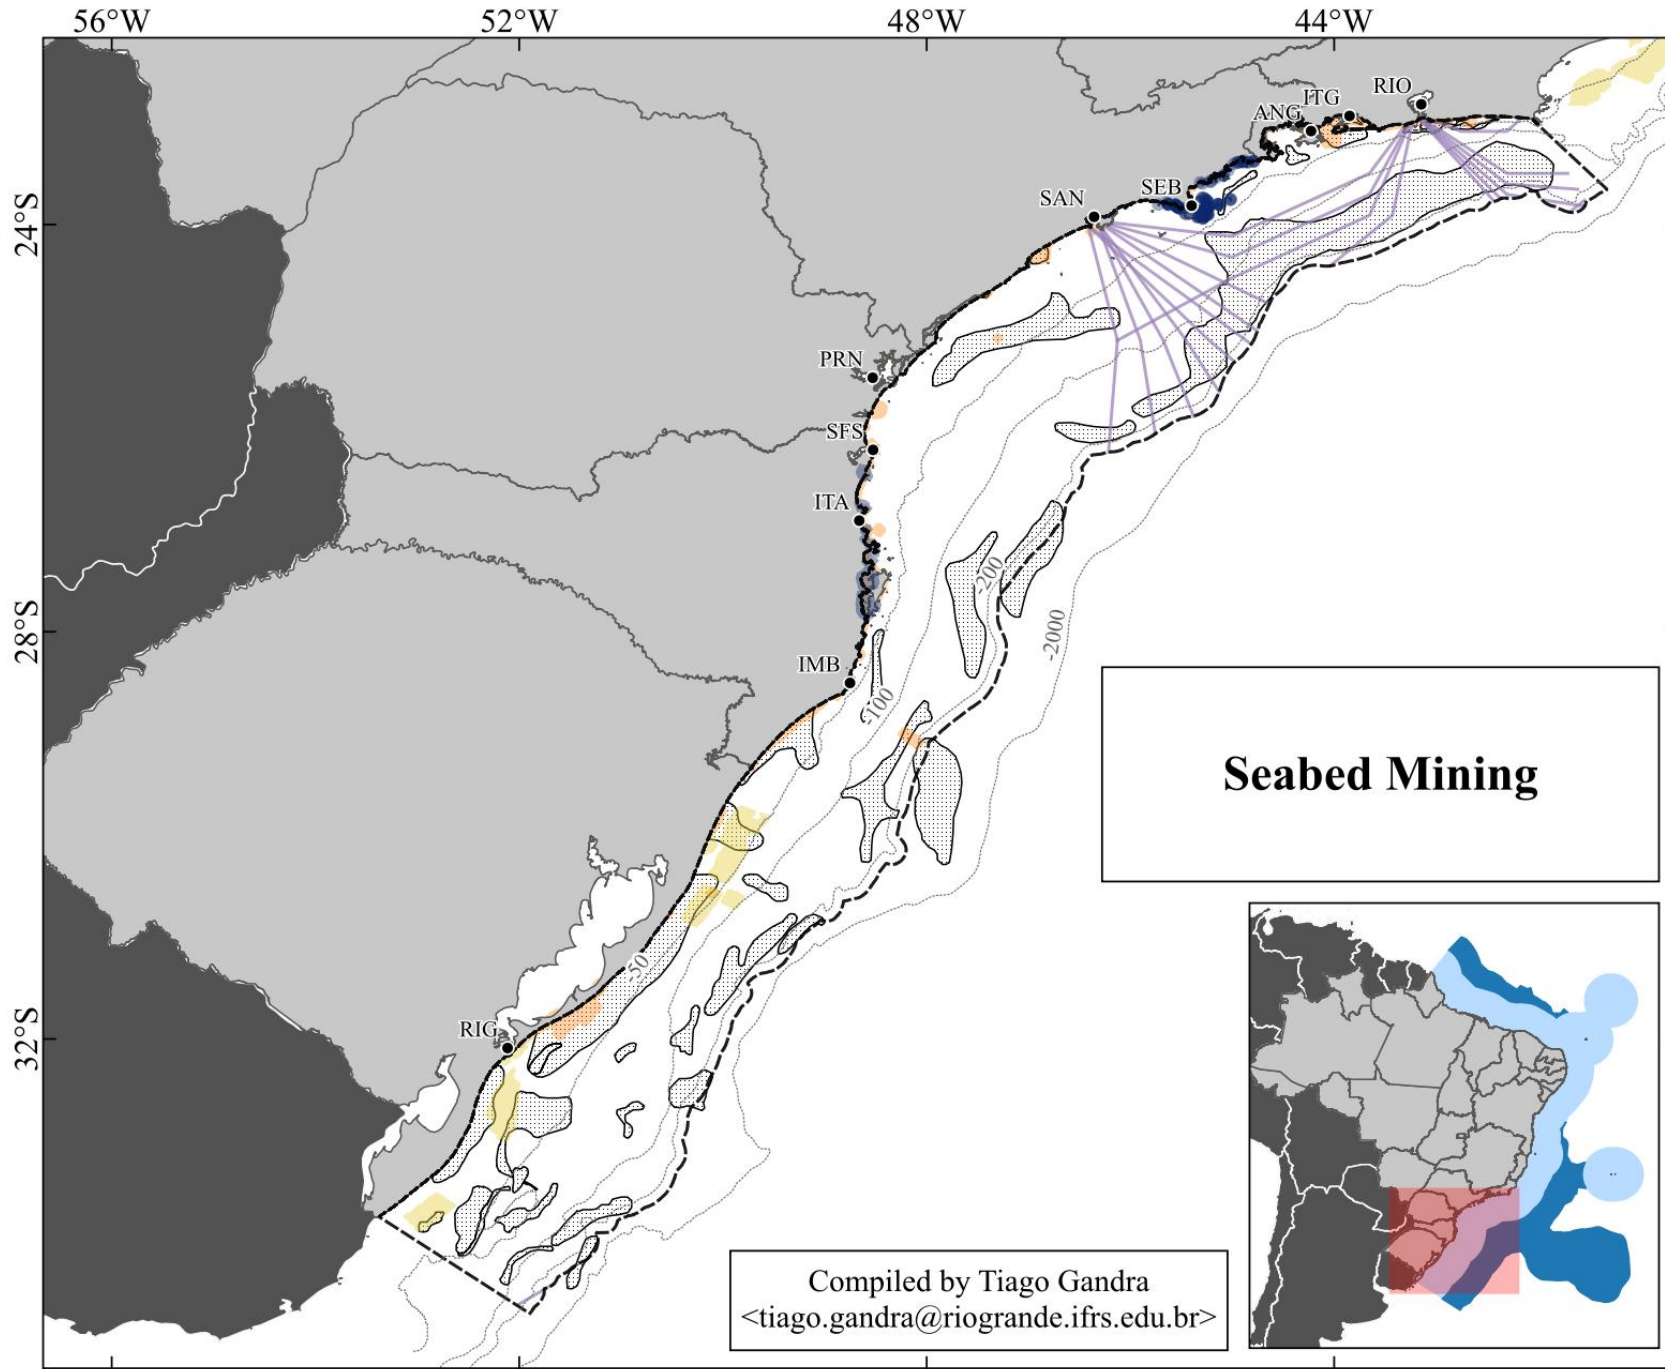 56°W 52°W 48°W 44°W
RIO
ITG
ANG
SEB
SAN
24°S
PRN
SFS
ITA
-200
28°S
-2000
IMB
-100
Seabed Mining
-50
RIG
32°S
Compiled by Tiago Gandra
<tiago.gandra@riogrande.ifrs.edu.br>